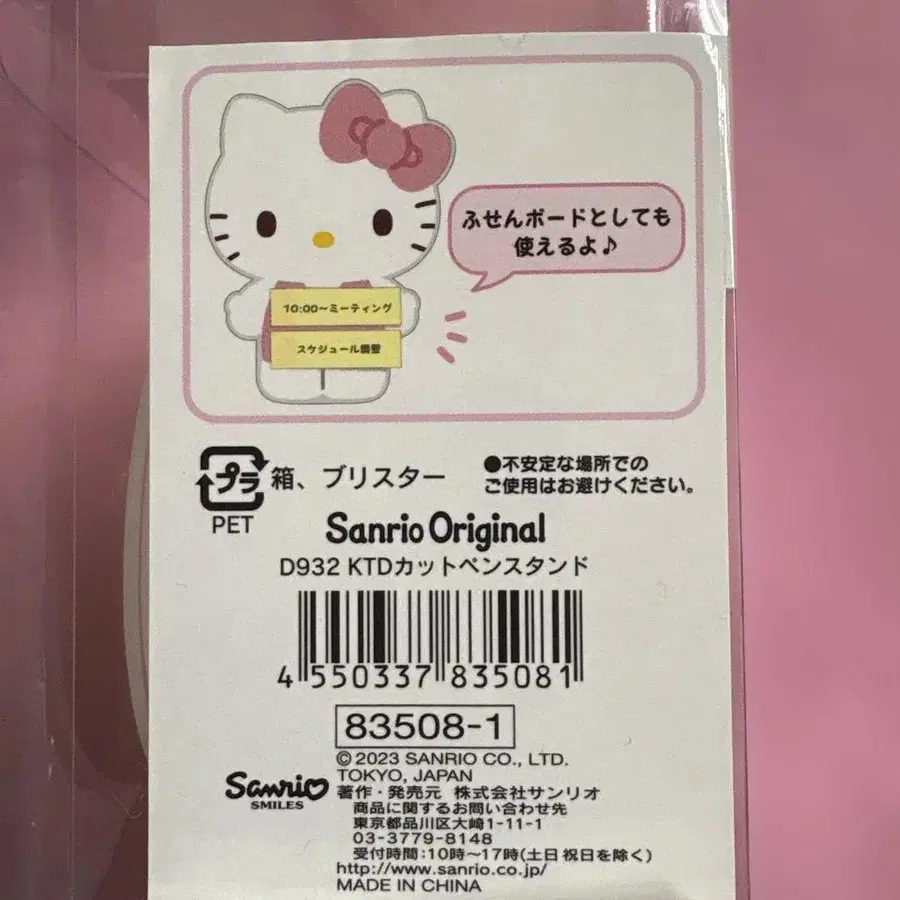 ふせんボードとしても
使えるよ♪
10:00〜ミーティング
スケジュール調整
プラ
PET
箱、ブリスター
●不安定な場所での
ご使用はお避けください。
Sanrio Original
D932 KTDカットペンスタンド
4 550337 835081
83508-1
©2023 SANRIO CO., LTD.
TOKYO, JAPAN
Sanrio
SMILES
著作・発売元 株式会社サンリオ
商品に関するお問い合わせ先
東京都品川区大崎1-11-1
03-3779-8148
受付時間:10時〜17時(土日祝日を除く)
http://www.sanrio.co.jp/
MADE IN CHINA